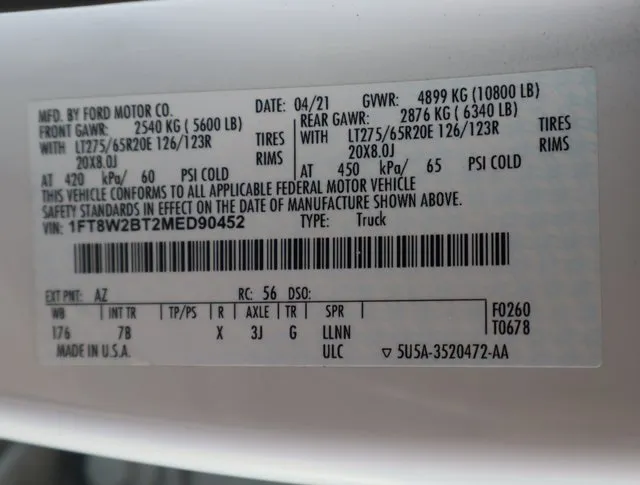 MFD. BY FORD MOTOR CO.
DATE: 04/21 GVWR: 4899 KG (10800 LB)
FRONT GAWR: 2540 KG (5600 LB) REAR GAWR: 2876 KG (6340 LB)
WITH LT275/65R20E 126/123R TIRES WITH LT275/65R20E 126/123R TIRES
20X8.0J RIMS 20X8.0J RIMS
AT 420 kPa/ 60 PSI COLD AT 450 kPa/ 65 PSI COLD
THIS VEHICLE CONFORMS TO ALL APPLICABLE FEDERAL MOTOR VEHICLE
SAFETY STANDARDS IN EFFECT ON THE DATE OF MANUFACTURE SHOWN ABOVE.
VIN: 1FT8W2BT2MED90452 TYPE: Truck
EXT PNT: AZ RC: 56 DSO:
WB INT TR TP/PS R AXLE TR SPR F0260
176 7B X 3J G LLNN T0678
MADE IN U.S.A. ULC ▽ 5U5A-3520472-AA